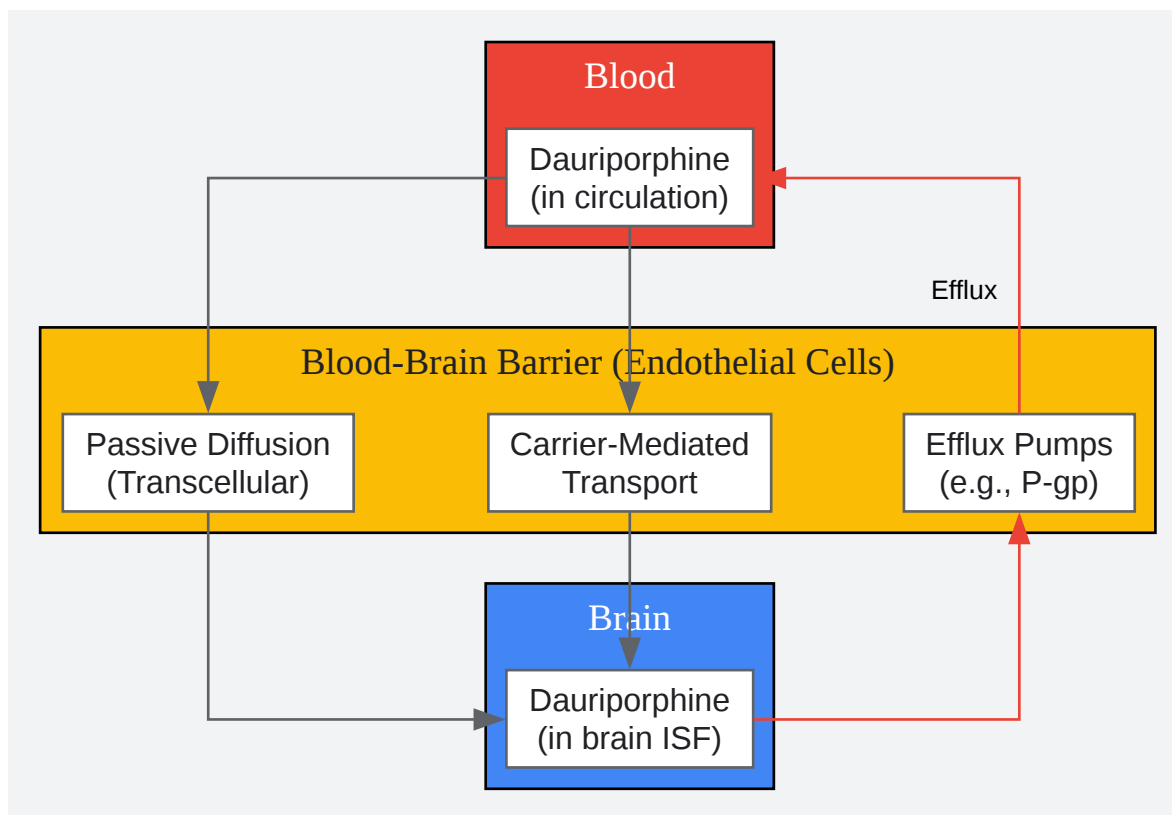 Blood
Dauriporphine
(in circulation)
Efflux
Blood-Brain Barrier (Endothelial Cells)
Passive Diffusion
(Transcellular)
Carrier-Mediated
Transport
Efflux Pumps
(e.g., P-gp)
Brain
Dauriporphine
(in brain ISF)